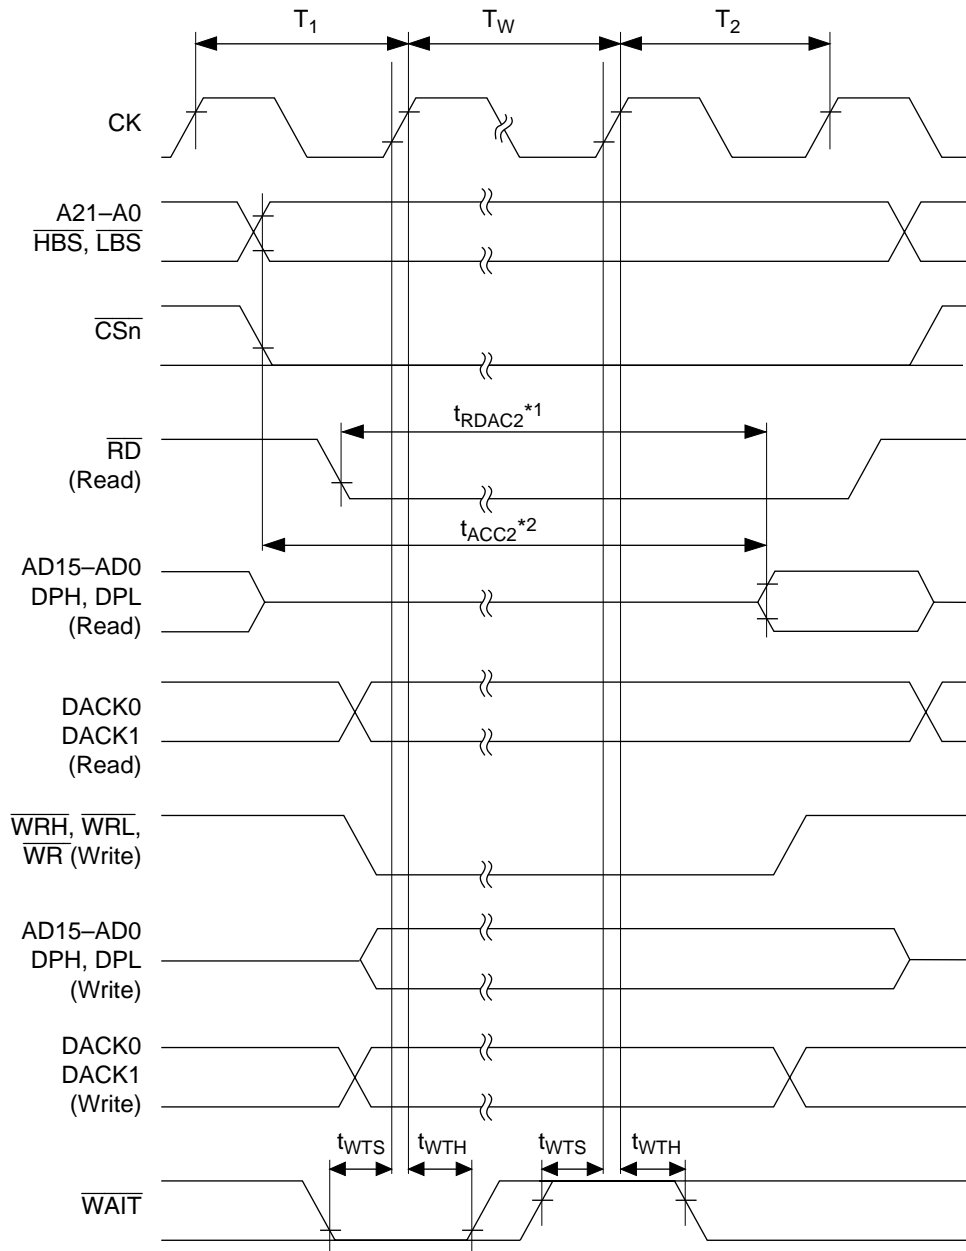 T1 TW T2
CK
A21–A0
HBS, LBS
CSn
tRDAC2*1
RD
(Read)
tACC2*2
AD15–AD0
DPH, DPL
(Read)
DACK0
DACK1
(Read)
WRH, WRL,
WR (Write)
AD15–AD0
DPH, DPL
(Write)
DACK0
DACK1
(Write)
tWTS tWTH tWTS tWTH
WAIT